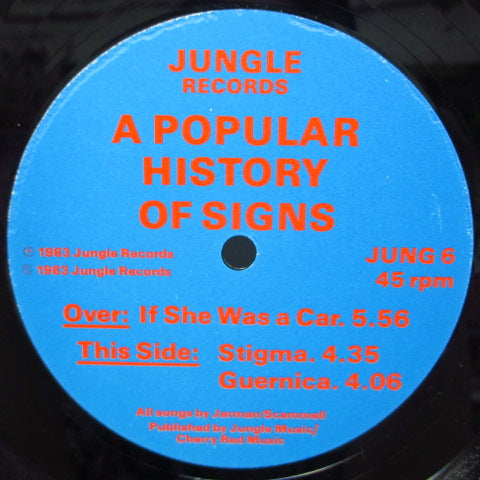 JUNGLE
RECORDS
A POPULAR
HISTORY
OF SIGNS
℗ 1983 Jungle Records
© 1983 Jungle Records
JUNG 6
45 rpm
Over: If She Was a Car. 5.56
This Side: Stigma. 4.35
Guernica. 4.06
All songs by Jarman/Scammell
Published by Jungle Music/
Cherry Red Music